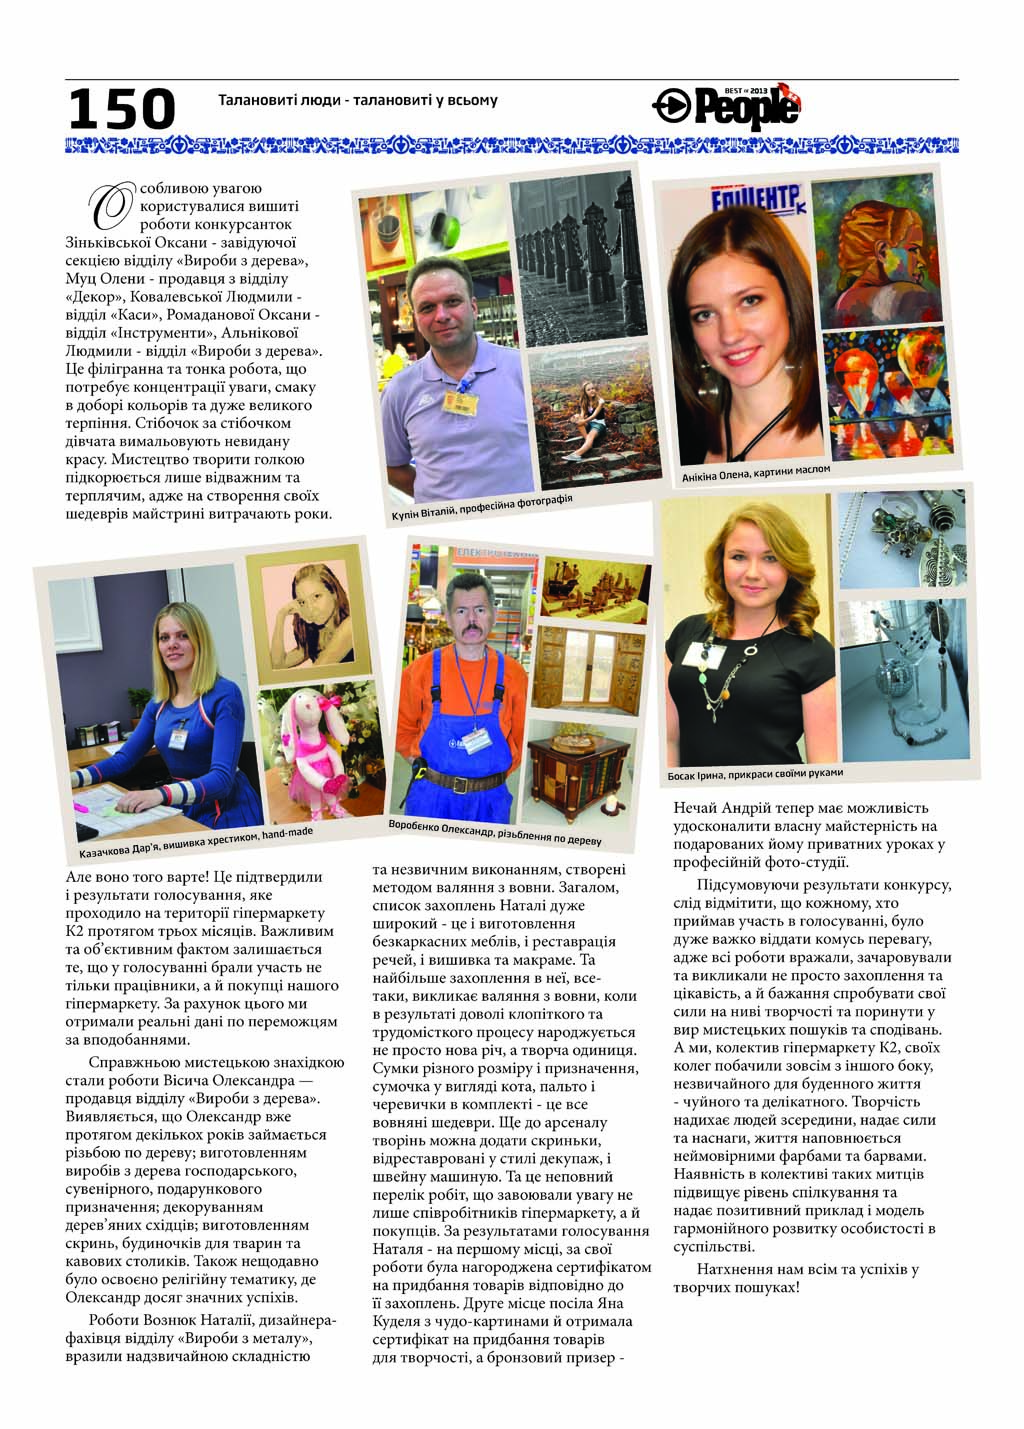 150
Талановиті люди - талановиті у всьому
BEST OF 2013
People
Особливою увагою
користувалися вишиті
роботи конкурсанток
Зіньківської Оксани - завідуючої
секцією відділу «Вироби з дерева»,
Муц Олени - продавця з відділу
«Декор», Ковалевської Людмили -
відділ «Каси», Ромаданової Оксани -
відділ «Інструменти», Альнікової
Людмили - відділ «Вироби з дерева».
Це філігранна та тонка робота, що
потребує концентрації уваги, смаку
в доборі кольорів та дуже великого
терпіння. Стібочок за стібочком
дівчата вимальовують невидану
красу. Мистецтво творити голкою
підкорюється лише відважним та
терплячим, адже на створення своїх
шедеврів майстрині витрачають роки.
Купін Віталій, професійна фотографія
ЕПІЦЕНТР
К
Анікіна Олена, картини маслом
Казачкова Дар'я, вишивка хрестиком, hand-made
Воробєнко Олександр, різьблення по дереву
Босак Ірина, прикраси своїми руками
Але воно того варте! Це підтвердили
і результати голосування, яке
проходило на території гіпермаркету
К2 протягом трьох місяців. Важливим
та об'єктивним фактом залишається
те, що у голосуванні брали участь не
тільки працівники, а й покупці нашого
гіпермаркету. За рахунок цього ми
отримали реальні дані по переможцям
за вподобаннями.
Справжньою мистецькою знахідкою
стали роботи Вісича Олександра —
продавця відділу «Вироби з дерева».
Виявляється, що Олександр вже
протягом декількох років займається
різьбою по дереву; виготовленням
виробів з дерева господарського,
сувенірного, подарункового
призначення; декоруванням
дерев'яних східців; виготовленням
скринь, будиночків для тварин та
кавових столиків. Також нещодавно
було освоєно релігійну тематику, де
Олександр досяг значних успіхів.
Роботи Вознюк Наталії, дизайнера-
фахівця відділу «Вироби з металу»,
вразили надзвичайною складністю
та незвичним виконанням, створені
методом валяння з вовни. Загалом,
список захоплень Наталі дуже
широкий - це і виготовлення
безкаркасних меблів, і реставрація
речей, і вишивка та макраме. Та
найбільше захоплення в неї, все-
таки, викликає валяння з вовни, коли
в результаті доволі клопіткого та
трудомісткого процесу народжується
не просто нова річ, а творча одиниця.
Сумки різного розміру і призначення,
сумочка у вигляді кота, пальто і
черевички в комплекті - це все
вовняні шедеври. Ще до арсеналу
творінь можна додати скриньки,
відреставровані у стилі декупаж, і
швейну машиную. Та це неповний
перелік робіт, що завоювали увагу не
лише співробітників гіпермаркету, а й
покупців. За результатами голосування
Наталя - на першому місці, за свої
роботи була нагороджена сертифікатом
на придбання товарів відповідно до
її захоплень. Друге місце посіла Яна
Куделя з чудо-картинами й отримала
сертифікат на придбання товарів
для творчості, а бронзовий призер -
Нечай Андрій тепер має можливість
удосконалити власну майстерність на
подарованих йому приватних уроках у
професійній фото-студії.
Підсумовуючи результати конкурсу,
слід відмітити, що кожному, хто
приймав участь в голосуванні, було
дуже важко віддати комусь перевагу,
адже всі роботи вражали, зачаровували
та викликали не просто захоплення та
цікавість, а й бажання спробувати свої
сили на ниві творчості та поринути у
вир мистецьких пошуків та сподівань.
А ми, колектив гіпермаркету К2, своїх
колег побачили зовсім з іншого боку,
незвичайного для буденного життя
- чуйного та делікатного. Творчість
надихає людей зсередини, надає сили
та наснаги, життя наповнюється
неймовірними фарбами та барвами.
Наявність в колективі таких митців
підвищує рівень спілкування та
надає позитивний приклад і модель
гармонійного розвитку особистості в
суспільстві.
Натхнення нам всім та успіхів у
творчих пошуках!